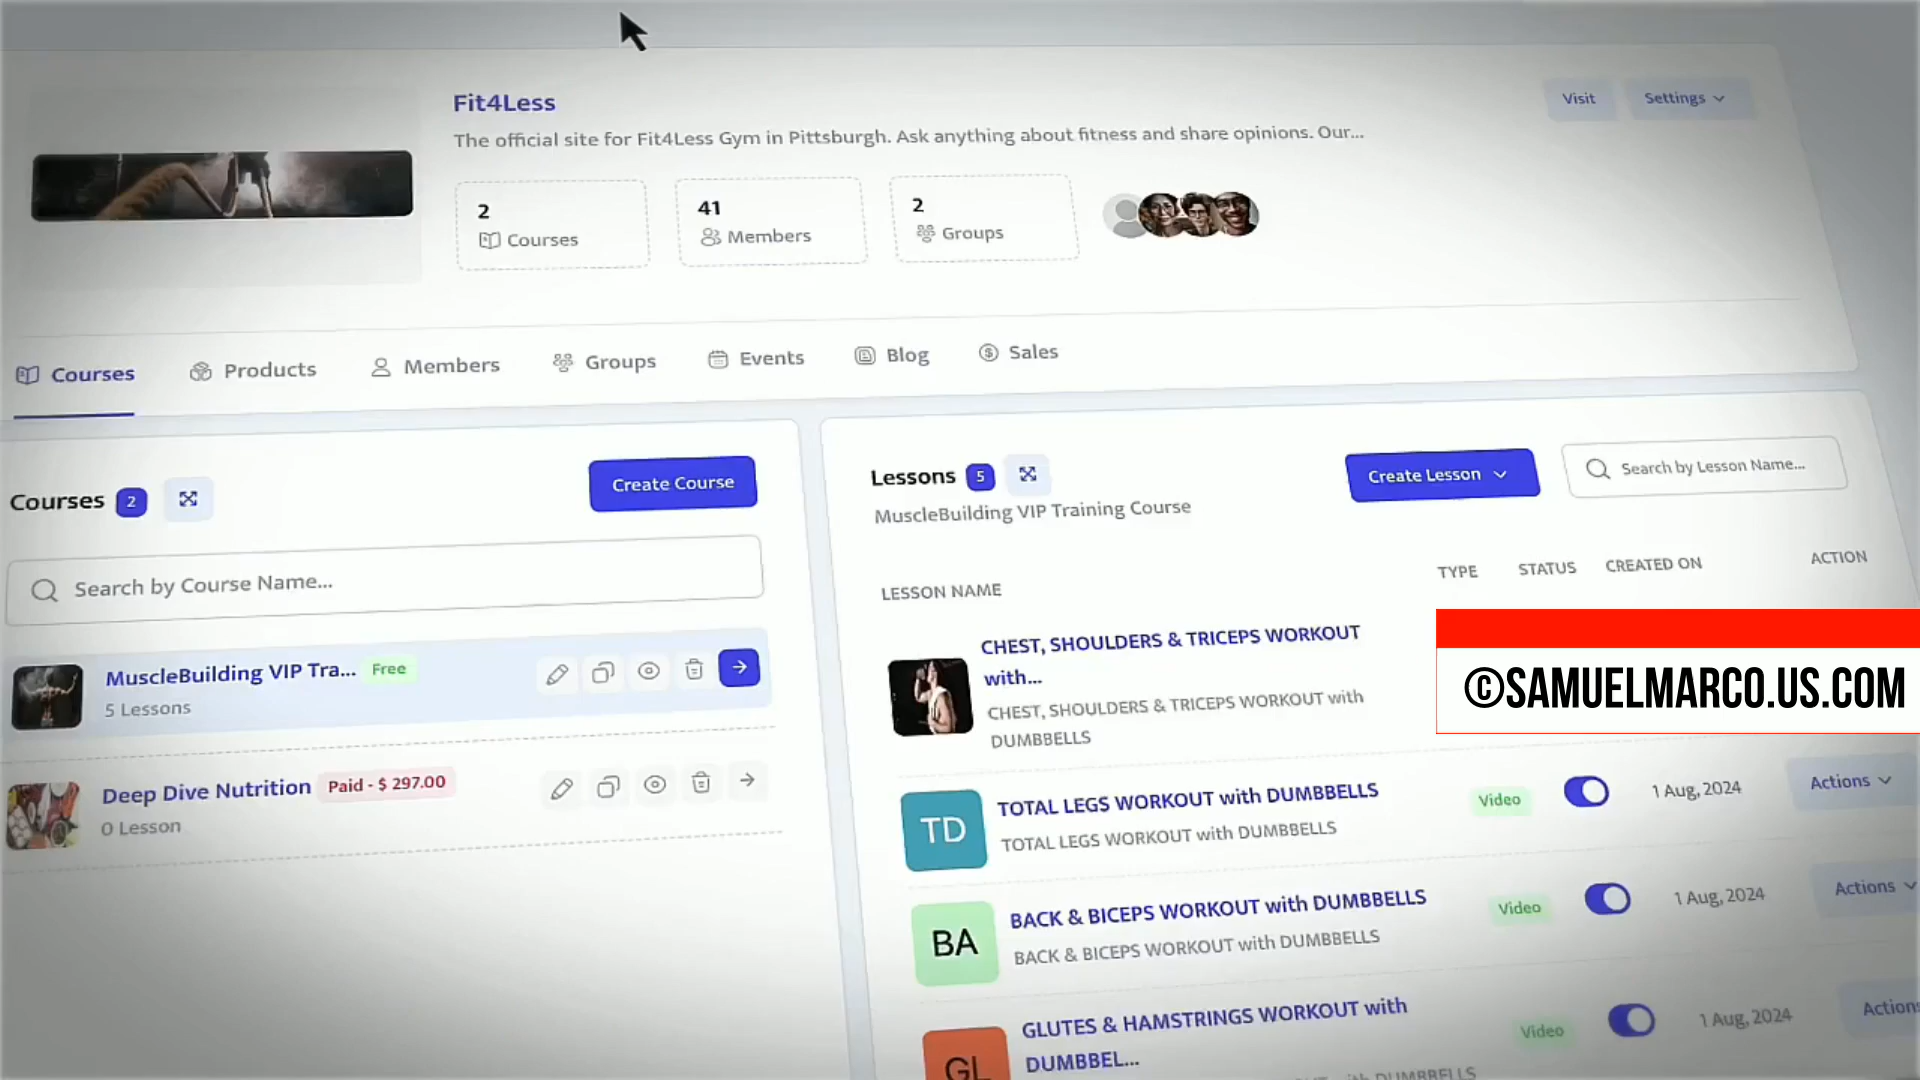 Fit4Less
The official site for Fit4Less Gym in Pittsburgh. Ask anything about fitness and share opinions. Our...
Visit
Settings
2
Courses
41
Members
2
Groups
Courses
Products
Members
Groups
Events
Blog
Sales
Courses 2
Create Course
Search by Course Name...
MuscleBuilding VIP Tra... Free
5 Lessons
Deep Dive Nutrition Paid - $ 297.00
0 Lesson
Lessons 5
MuscleBuilding VIP Training Course
Create Lesson
Search by Lesson Name...
LESSON NAME TYPE STATUS CREATED ON ACTION
CHEST, SHOULDERS & TRICEPS WORKOUT
with...
CHEST, SHOULDERS & TRICEPS WORKOUT with
DUMBBELLS
©SAMUELMARCO.US.COM
TD
TOTAL LEGS WORKOUT with DUMBBELLS
TOTAL LEGS WORKOUT with DUMBBELLS
Video 1 Aug, 2024 Actions
BA
BACK & BICEPS WORKOUT with DUMBBELLS
BACK & BICEPS WORKOUT with DUMBBELLS
Video 1 Aug, 2024 Actions
GL
GLUTES & HAMSTRINGS WORKOUT with
DUMBBEL...
Video 1 Aug, 2024 Actions
with DUMBBELLS